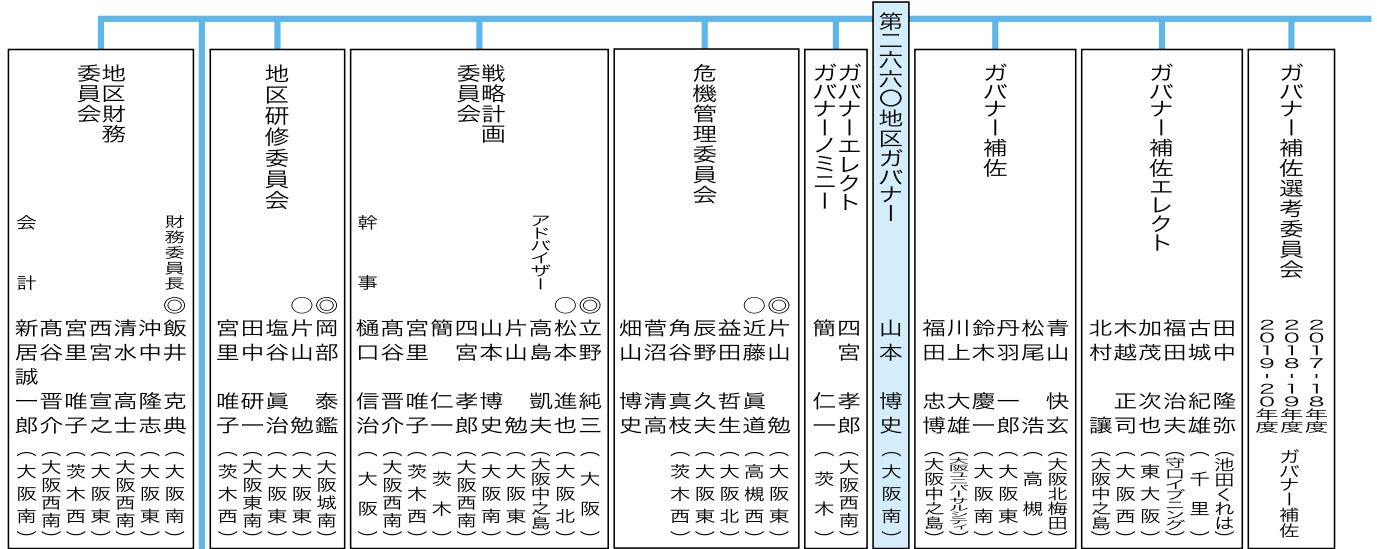 ガバナー補佐選考委員会
2017-18年度
2018-19年度
2019-20年度
ガバナー補佐
ガバナー補佐エレクト
田中 隆弥（池田くれは）
古城 紀雄（千里）
福田 治夫（守口イブニング）
加茂 次也（東大阪）
木越 正司（大阪西）
北村 讓（大阪中之島）
ガバナー補佐
青山 快玄（大阪北梅田）
松尾 浩（高槻）
丹羽 一郎（大阪東）
鈴木 慶一（大阪南）
川上 大雄（大阪ユニバーサルシティ）
福田 忠博（大阪中之島）
第二六六〇地区ガバナー 山本 博史（大阪南）
ガバナーエレクト 四宮 孝郎（大阪西南）
ガバナーノミニー 簡 仁一（茨木）
危機管理委員会
◎片山 勉（大阪東）
○近藤 眞道（高槻西）
益田 哲生（大阪北）
辰野 久夫（大阪東）
角谷 真枝（茨木西）
菅沼 清高
畑山 博史
戦略計画
委員会
◎立野 純三（大阪）
○松本 進也（大阪北）
アドバイザー 高島 凱夫（大阪中之島）
片山 勉（大阪東）
山本 博史（大阪南）
四宮 孝郎（大阪西南）
簡 仁一（茨木）
宮里 唯子（茨木西）
髙谷 晋介（大阪西南）
幹事 樋口 信治（大阪）
地区研修委員会
◎岡部 泰鑑（大阪城南）
○片山 勉（大阪東）
塩谷 眞治（大阪南）
田中 研一（大阪東南）
宮里 唯子（茨木西）
地区財務
委員会
財務委員長 ◎飯井 克典（大阪南）
沖中 隆志（大阪東）
清水 高士（大阪西南）
西宮 宣之（大阪東）
宮里 唯子（茨木西）
髙谷 晋介（大阪西南）
会計 新居誠一郎（大阪南）